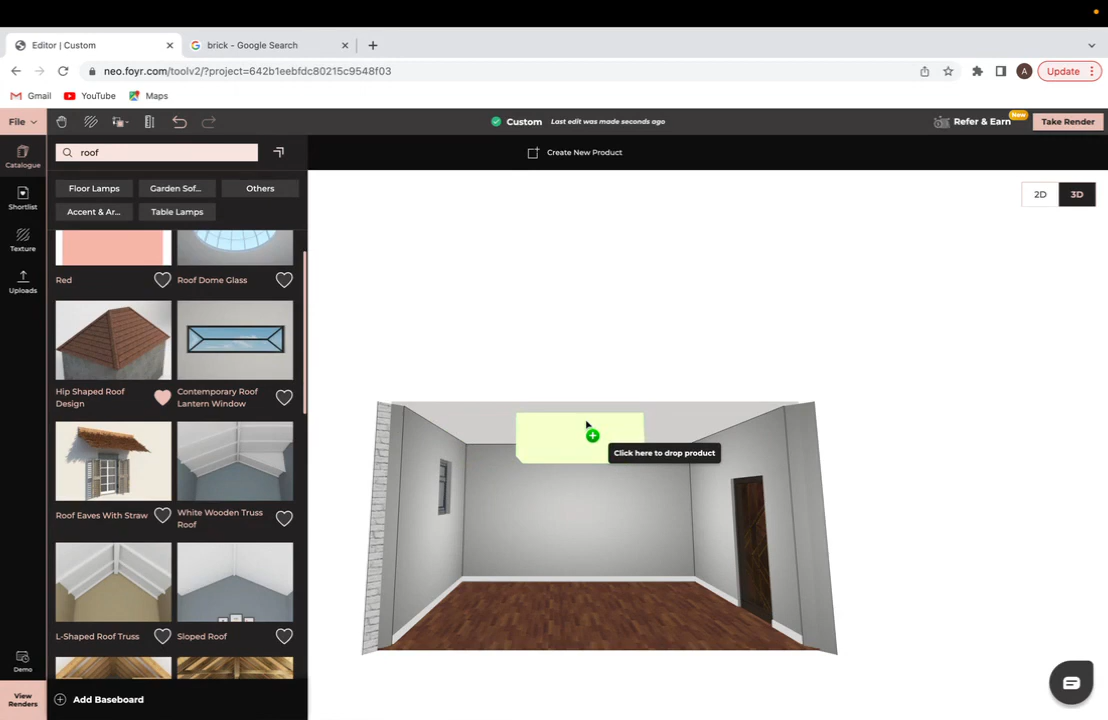 Editor | Custom
brick - Google Search
neo.foyr.com/toolv2/?project=642b1eebfdc80215c9548f03
A
Update
Gmail
YouTube
Maps
File
Custom
Last edit was made seconds ago
Refer & Earn
New
Take Render
Catalogue
roof
Create New Product
Shortlist
Floor Lamps
Garden Sof...
Others
2D
3D
Accent & Ar...
Table Lamps
Texture
Uploads
Red
Roof Dome Glass
Hip Shaped Roof
Design
Contemporary Roof
Lantern Window
Click here to drop product
Roof Eaves With Straw
White Wooden Truss
Roof
L-Shaped Roof Truss
Sloped Roof
Demo
View
Renders
Add Baseboard